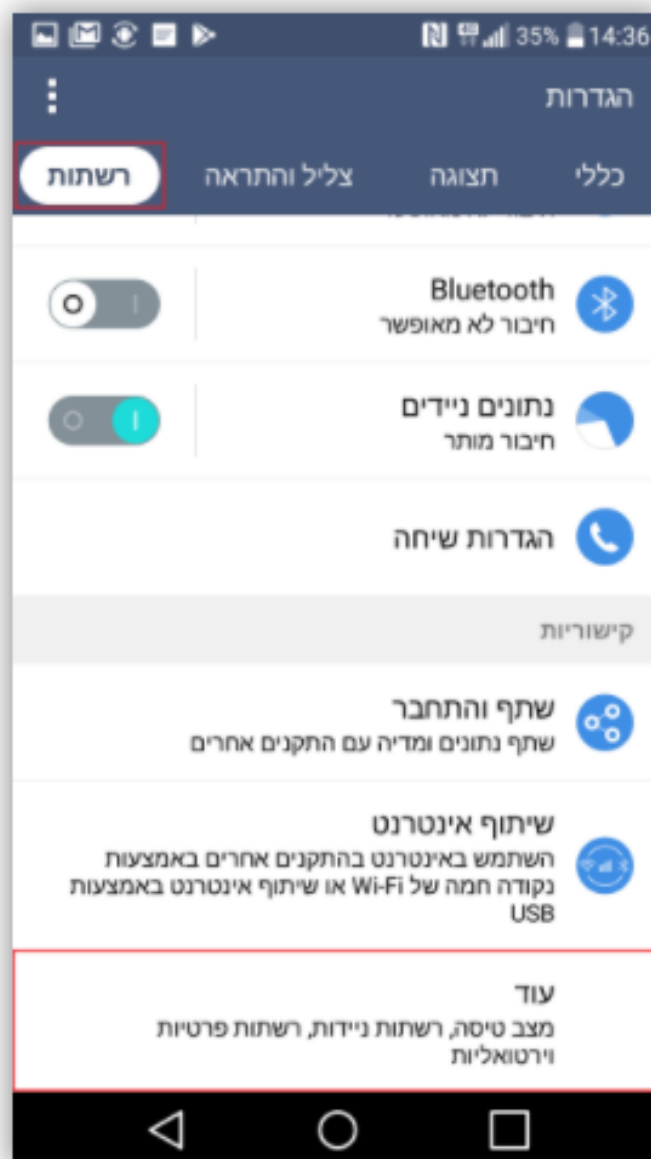 35% 14:36
הגדרות
כללי תצוגה צליל והתראה רשתות
Bluetooth
חיבור לא מאופשר
נתונים ניידים
חיבור מותר
הגדרות שיחה
קישוריות
שתף והתחבר
שתף נתונים ומדיה עם התקנים אחרים
שיתוף אינטרנט
השתמש באינטרנט בהתקנים אחרים באמצעות
נקודה חמה של Wi-Fi או שיתוף אינטרנט באמצעות
USB
עוד
מצב טיסה, רשתות ניידות, רשתות פרטיות
וירטואליות